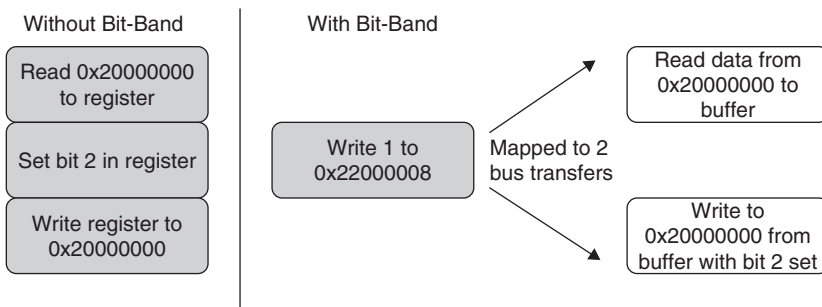 Without Bit-Band
Read 0x20000000
to register
Set bit 2 in register
Write register to
0x20000000
With Bit-Band
Write 1 to
0x22000008
Mapped to 2
bus transfers
Read data from
0x20000000 to
buffer
Write to
0x20000000 from
buffer with bit 2 set